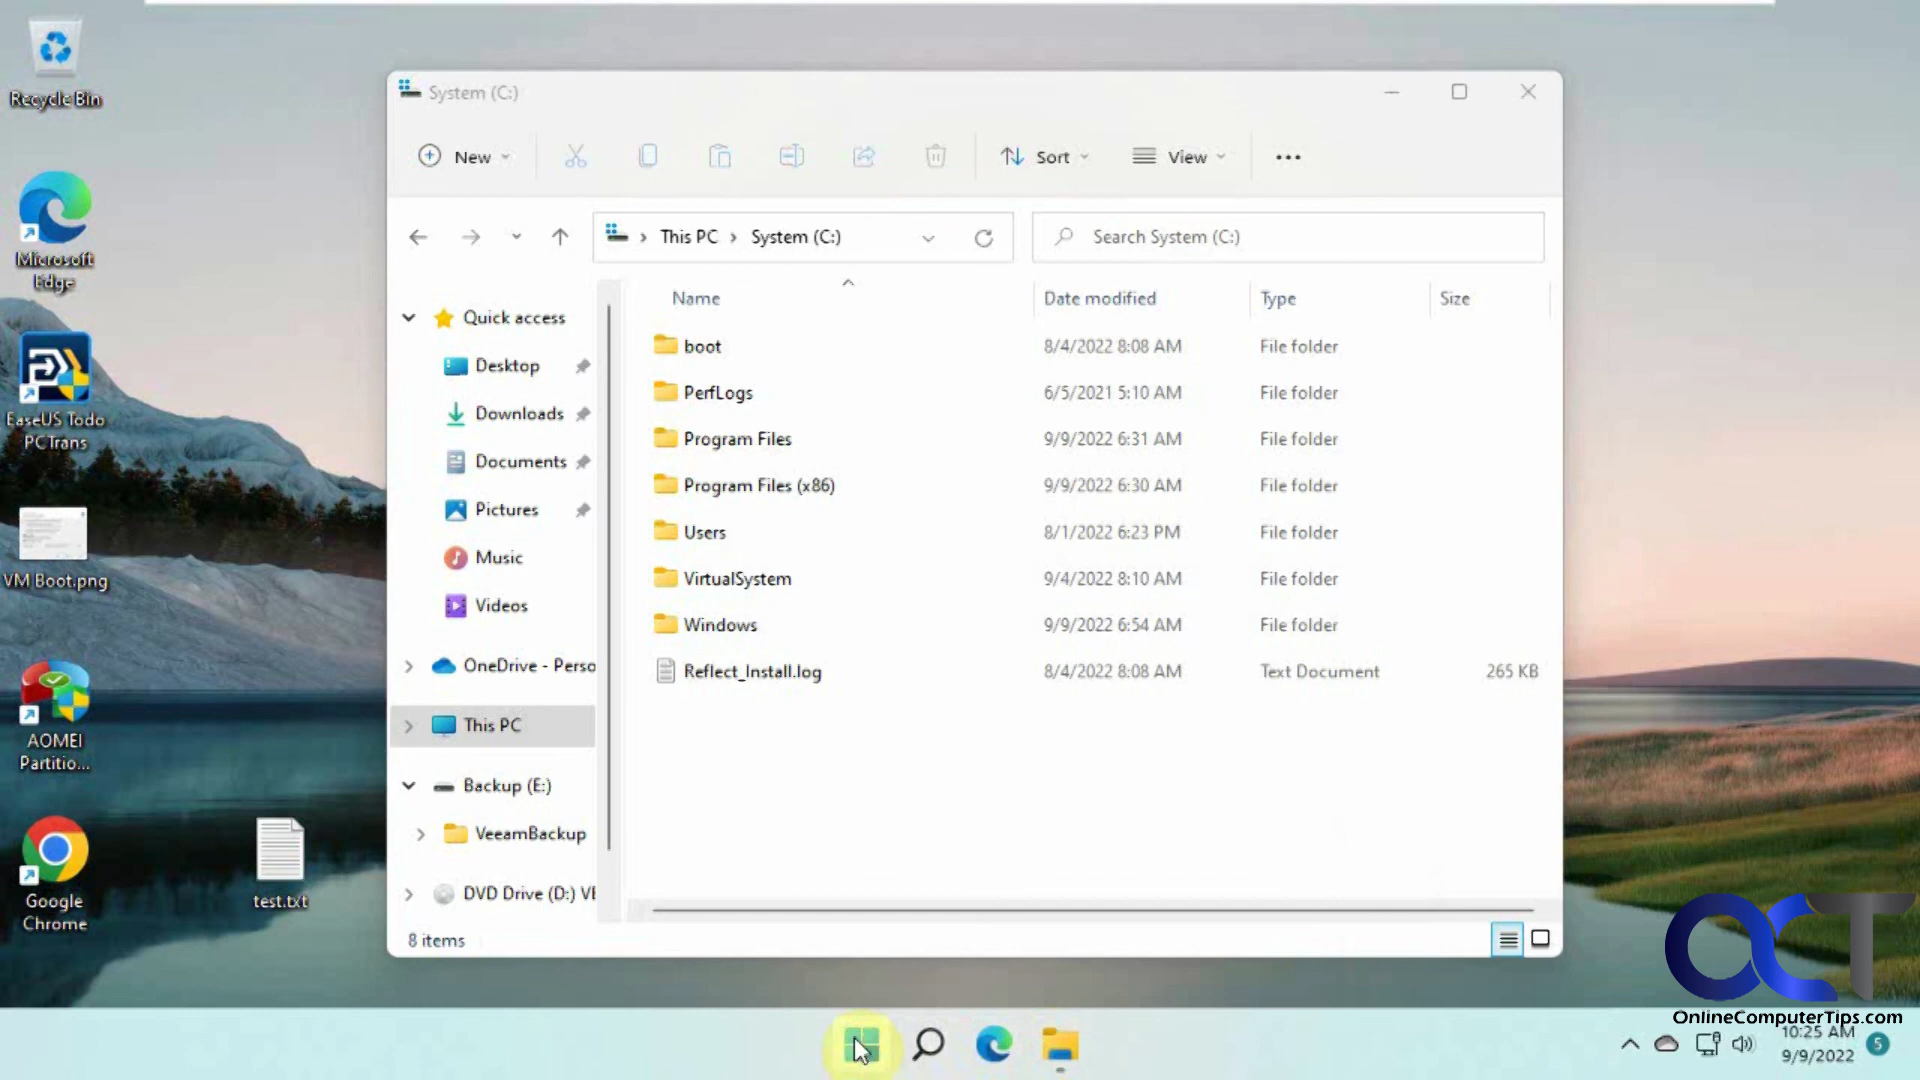 Recycle Bin
Microsoft
Edge
EaseUS Todo
PCTrans
VM Boot.png
AOMEI
Partitio...
Google
Chrome
test.txt
System (C:)
New
Sort
View
This PC
System (C:)
Search System (C:)
Quick access
Desktop
Downloads
Documents
Pictures
Music
Videos
OneDrive - Perso
This PC
Backup (E:)
VeeamBackup
DVD Drive (D:) VE
Name Date modified Type Size
boot 8/4/2022 8:08 AM File folder
PerfLogs 6/5/2021 5:10 AM File folder
Program Files 9/9/2022 6:31 AM File folder
Program Files (x86) 9/9/2022 6:30 AM File folder
Users 8/1/2022 6:23 PM File folder
VirtualSystem 9/4/2022 8:10 AM File folder
Windows 9/9/2022 6:54 AM File folder
Reflect_Install.log 8/4/2022 8:08 AM Text Document 265 KB
8 items
OCT
OnlineComputerTips.com
10:25 AM
9/9/2022
5